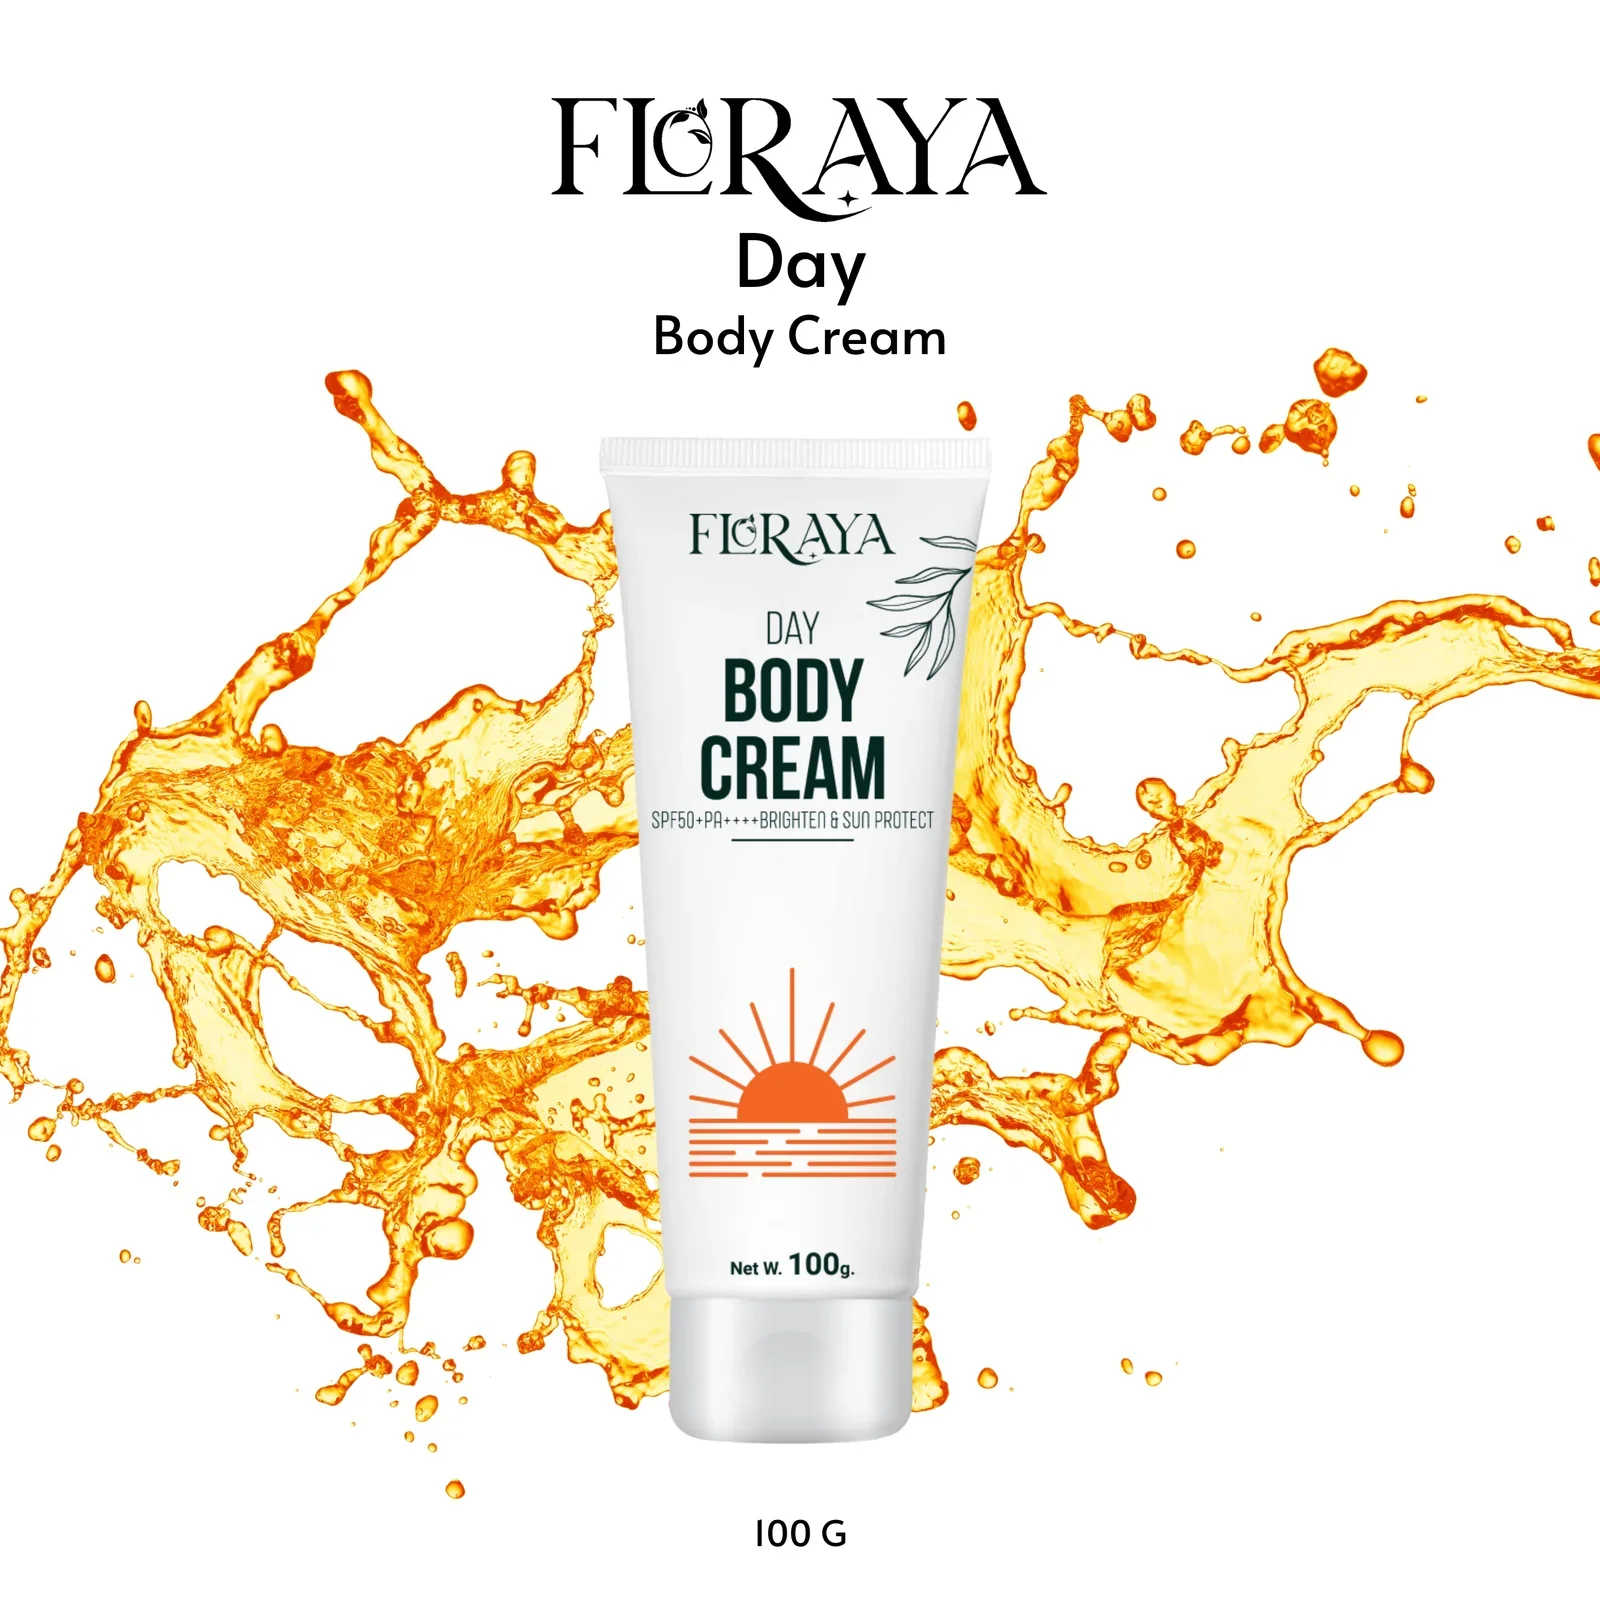 FLORAYA
Day
Body Cream
FLORAYA
DAY
BODY
CREAM
SPF50+PA++++BRIGHTEN & SUN PROTECT
Net W. 100g.
100 G